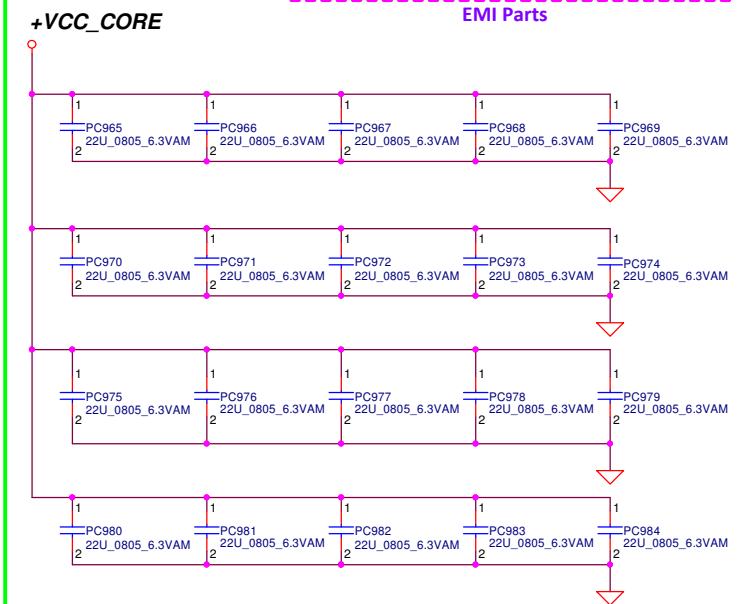 EMI Parts
+VCC_CORE
1 1 1 1 1
PC965 PC966 PC967 PC968 PC969
22U_0805_6.3VAM 22U_0805_6.3VAM 22U_0805_6.3VAM 22U_0805_6.3VAM 22U_0805_6.3VAM
2 2 2 2 2
1 1 1 1 1
PC970 PC971 PC972 PC973 PC974
22U_0805_6.3VAM 22U_0805_6.3VAM 22U_0805_6.3VAM 22U_0805_6.3VAM 22U_0805_6.3VAM
2 2 2 2 2
1 1 1 1 1
PC975 PC976 PC977 PC978 PC979
22U_0805_6.3VAM 22U_0805_6.3VAM 22U_0805_6.3VAM 22U_0805_6.3VAM 22U_0805_6.3VAM
2 2 2 2 2
1 1 1 1 1
PC980 PC981 PC982 PC983 PC984
22U_0805_6.3VAM 22U_0805_6.3VAM 22U_0805_6.3VAM 22U_0805_6.3VAM 22U_0805_6.3VAM
2 2 2 2 2